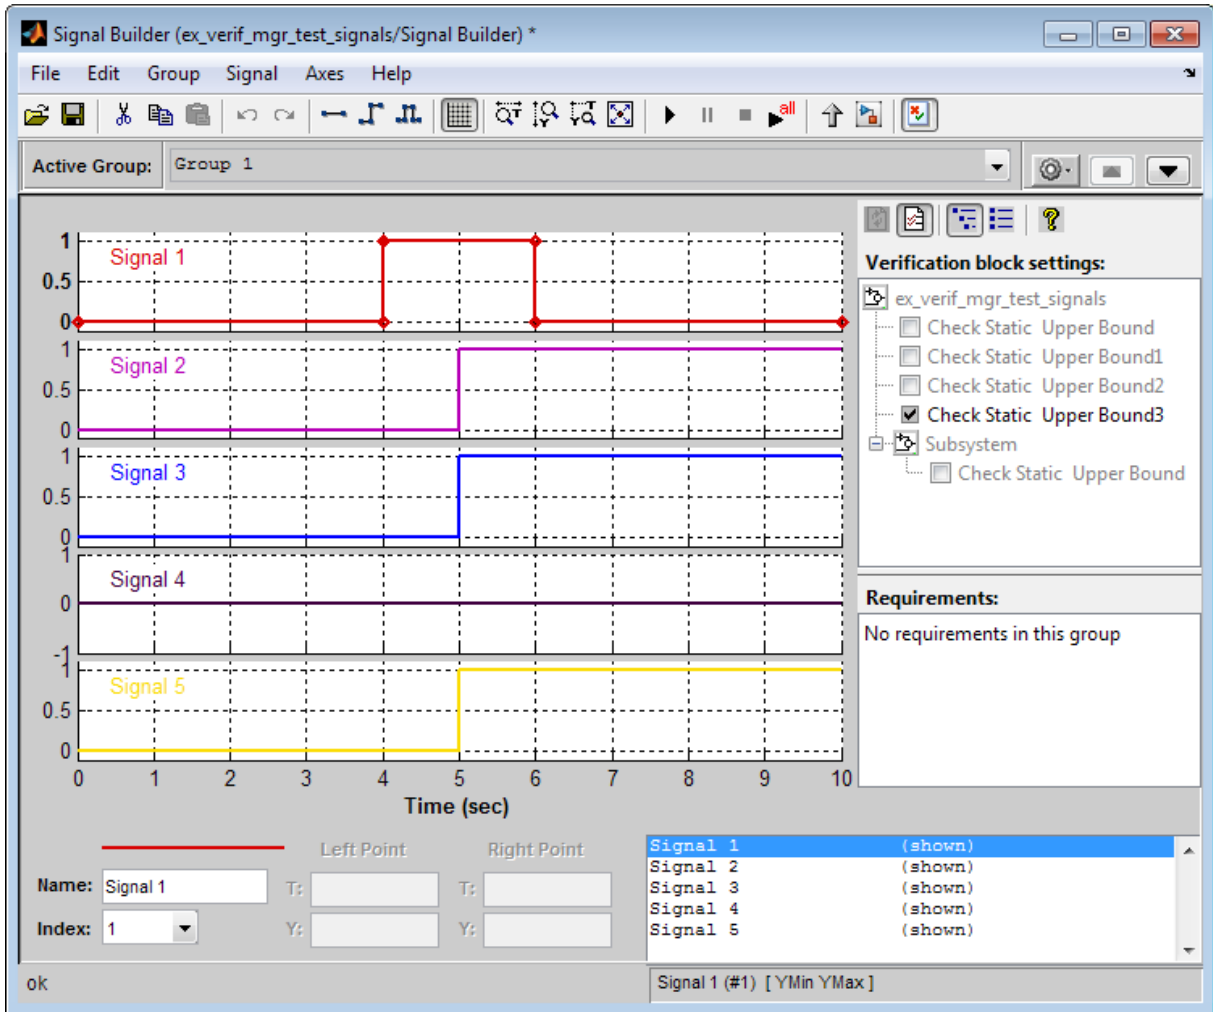 Signal Builder (ex_verif_mgr_test_signals/Signal Builder) *
File Edit Group Signal Axes Help
all
Active Group: Group 1
Verification block settings:
ex_verif_mgr_test_signals
Check Static Upper Bound
Check Static Upper Bound1
Check Static Upper Bound2
Check Static Upper Bound3
Subsystem
Check Static Upper Bound
Requirements:
No requirements in this group
1
Signal 1
0.5
0
1
Signal 2
0.5
0
1
Signal 3
0.5
0
1
Signal 4
0
-1
1
Signal 5
0.5
0
0 1 2 3 4 5 6 7 8 9 10
Time (sec)
Left Point Right Point
Name: Signal 1 T: T:
Index: 1 Y: Y:
Signal 1 (shown)
Signal 2 (shown)
Signal 3 (shown)
Signal 4 (shown)
Signal 5 (shown)
ok
Signal 1 (#1) [ YMin YMax ]